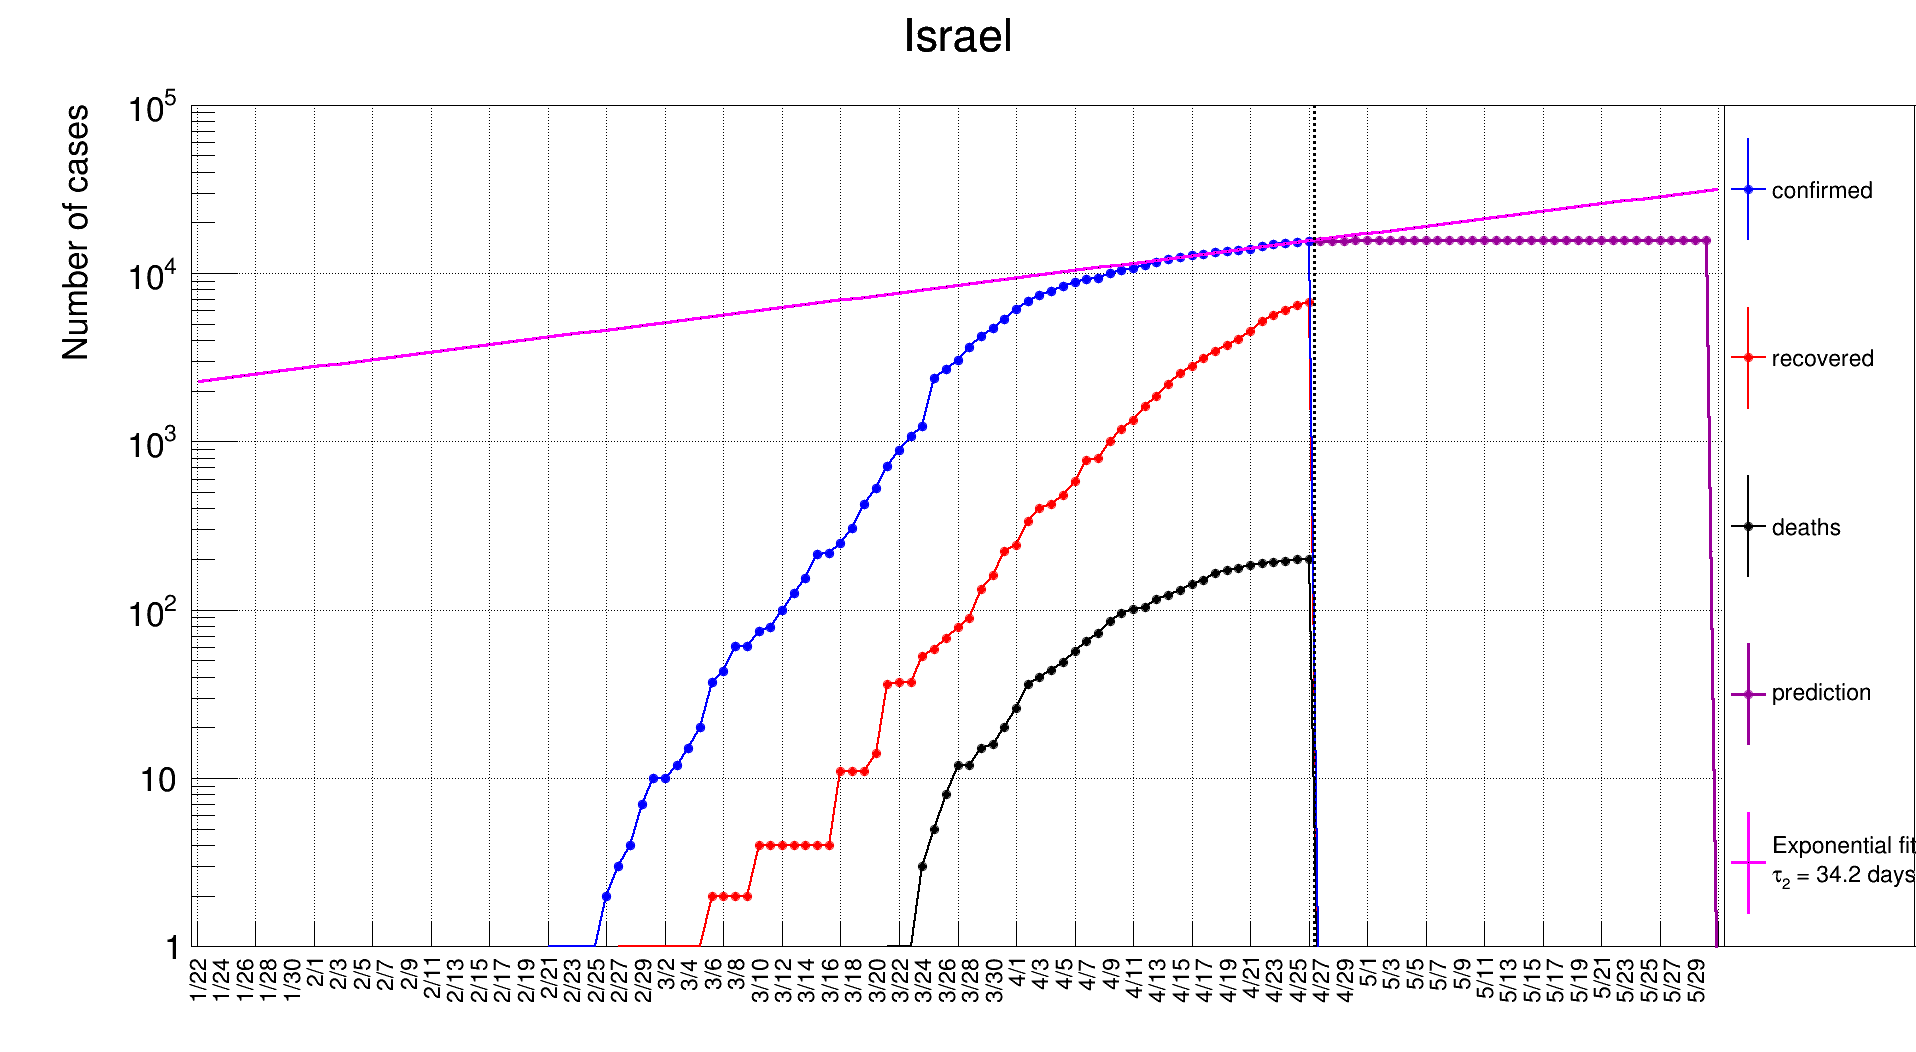 Israel
Number of cases
10^5
10^4
10^3
10^2
10
1
1/22 1/24 1/26 1/28 1/30 2/1 2/3 2/5 2/7 2/9 2/11 2/13 2/15 2/17 2/19 2/21 2/23 2/25 2/27 2/29 3/2 3/4 3/6 3/8 3/10 3/12 3/14 3/16 3/18 3/20 3/22 3/24 3/26 3/28 3/30 4/1 4/3 4/5 4/7 4/9 4/11 4/13 4/15 4/17 4/19 4/21 4/23 4/25 4/27 4/29 5/1 5/3 5/5 5/7 5/9 5/11 5/13 5/15 5/17 5/19 5/21 5/23 5/25 5/27 5/29
confirmed
recovered
deaths
prediction
Exponential fit
τ₂ = 34.2 days